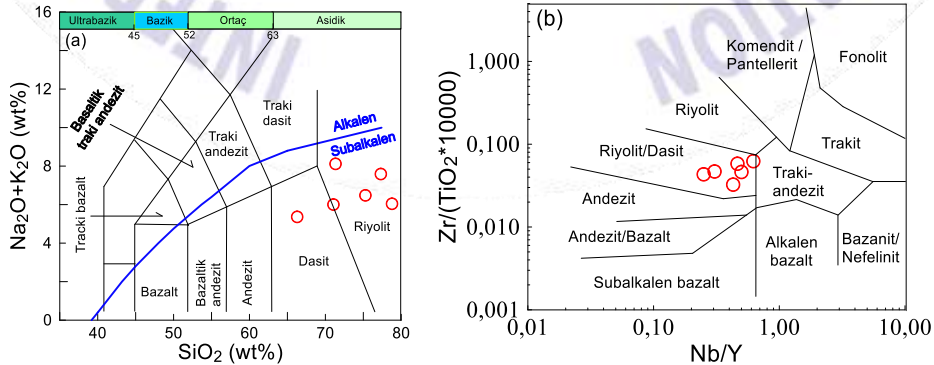 Ultrabazik
Bazik
Ortaç
Asidik
45
52
63
(a)
16
12
8
4
0
Na2O+K2O (wt%)
Basaltik
traki andezit
Traki
andezit
Traki
dasit
Alkalen
Subalkalen
Tracki bazalt
Bazalt
Bazaltik
andezit
Andezit
Dasit
Riyolit
40
50
60
70
80
SiO2 (wt%)
(b)
Zr/(TiO2*10000)
1,000
0,100
0,010
0,001
Komendit /
Pantellerit
Fonolit
Riyolit
Trakit
Riyolit/Dasit
Traki-
andezit
Andezit
Andezit/Bazalt
Alkalen
bazalt
Bazanit/
Nefelinit
Subalkalen bazalt
0,01
0,10
1,00
10,00
Nb/Y